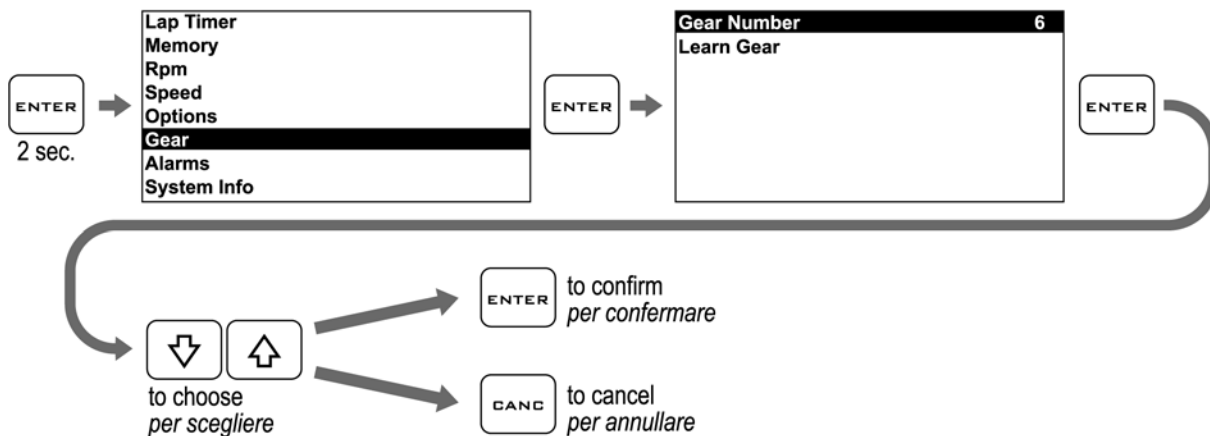 ENTER
2 sec.
Lap Timer
Memory
Rpm
Speed
Options
Gear
Alarms
System Info
ENTER
Gear Number 6
Learn Gear
ENTER
to choose
per scegliere
ENTER
to confirm
per confermare
CANC
to cancel
per annullare